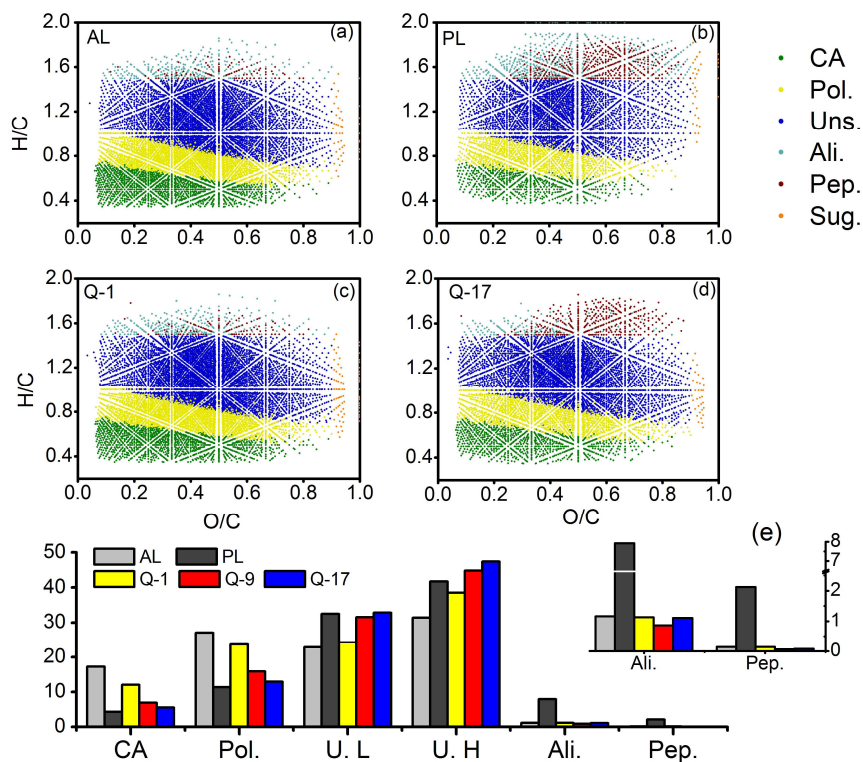 AL (a)
2.0
1.6
1.2
0.8
0.4
H/C
0.0 0.2 0.4 0.6 0.8 1.0
PL (b)
2.0
1.6
1.2
0.8
0.4
0.0 0.2 0.4 0.6 0.8 1.0
CA
Pol.
Uns.
Ali.
Pep.
Sug.
Q-1 (c)
2.0
1.6
1.2
0.8
0.4
H/C
0.0 0.2 0.4 0.6 0.8 1.0
O/C
Q-17 (d)
2.0
1.6
1.2
0.8
0.4
0.0 0.2 0.4 0.6 0.8 1.0
O/C
(e)
50
40
30
20
10
0
AL PL
Q-1 Q-9 Q-17
CA Pol. U. L U. H Ali. Pep.
8
7
2
1
0
Ali. Pep.